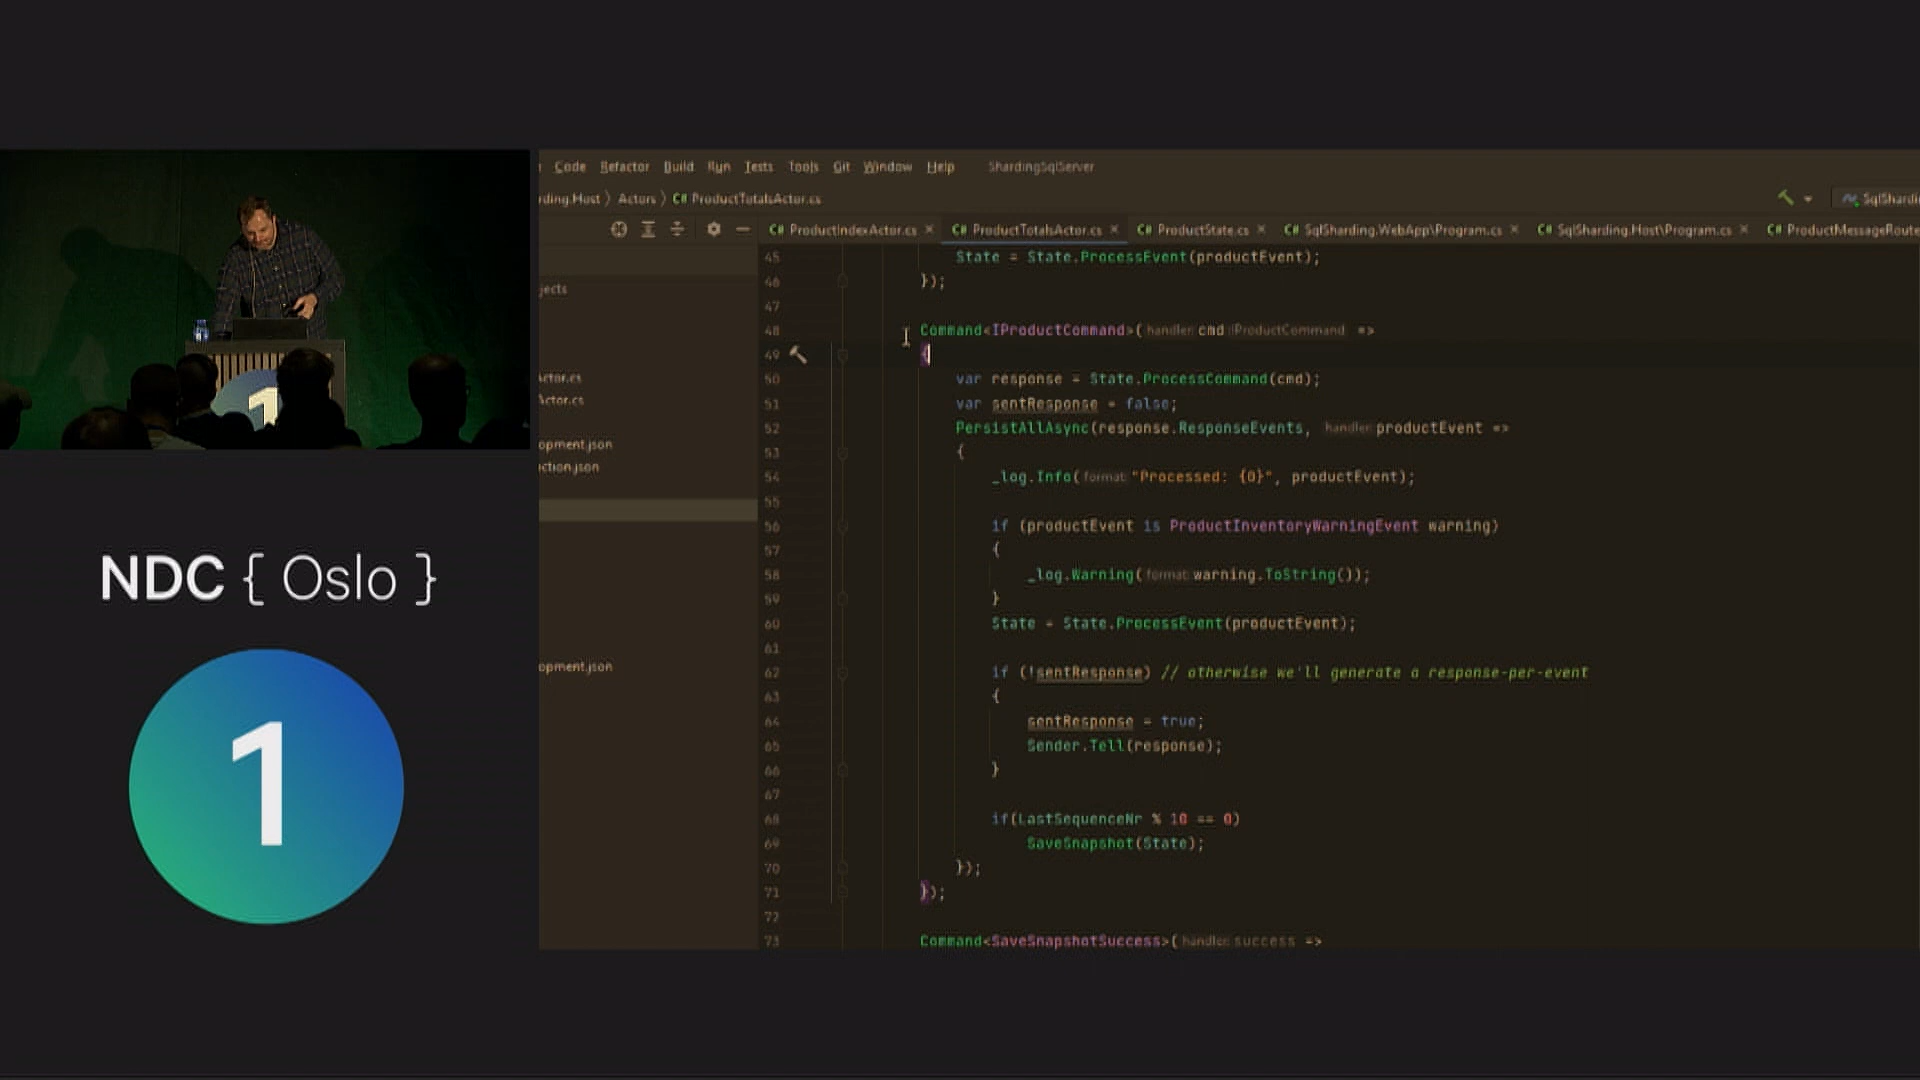 Code Refactor Build Run Tests Tools Git Window Help ShardingSqlServer
rding.Host > Actors > C# ProductTotalsActor.cs
SqlShardin
C# ProductIndexActor.cs × C# ProductTotalsActor.cs × C# ProductState.cs × C# SqlSharding.WebApp\Program.cs × C# SqlSharding.Host\Program.cs × C# ProductMessageRoute
jects
Actor.cs
Actor.cs
opment.json
ction.json
opment.json
45 State = State.ProcessEvent(productEvent);
46 });
47
48 Command<IProductCommand>( handler: cmd :IProductCommand =>
49 {
50 var response = State.ProcessCommand(cmd);
51 var sentResponse = false;
52 PersistAllAsync(response.ResponseEvents, handler: productEvent =>
53 {
54 _log.Info( format: "Processed: {0}", productEvent);
55
56 if (productEvent is ProductInventoryWarningEvent warning)
57 {
58 _log.Warning( format: warning.ToString());
59 }
60 State = State.ProcessEvent(productEvent);
61
62 if (!sentResponse) // otherwise we'll generate a response-per-event
63 {
64 sentResponse = true;
65 Sender.Tell(response);
66 }
67
68 if(LastSequenceNr % 10 == 0)
69 SaveSnapshot(State);
70 });
71 });
72
73 Command<SaveSnapshotSuccess>( handler: success =>
NDC { Oslo }
1
1